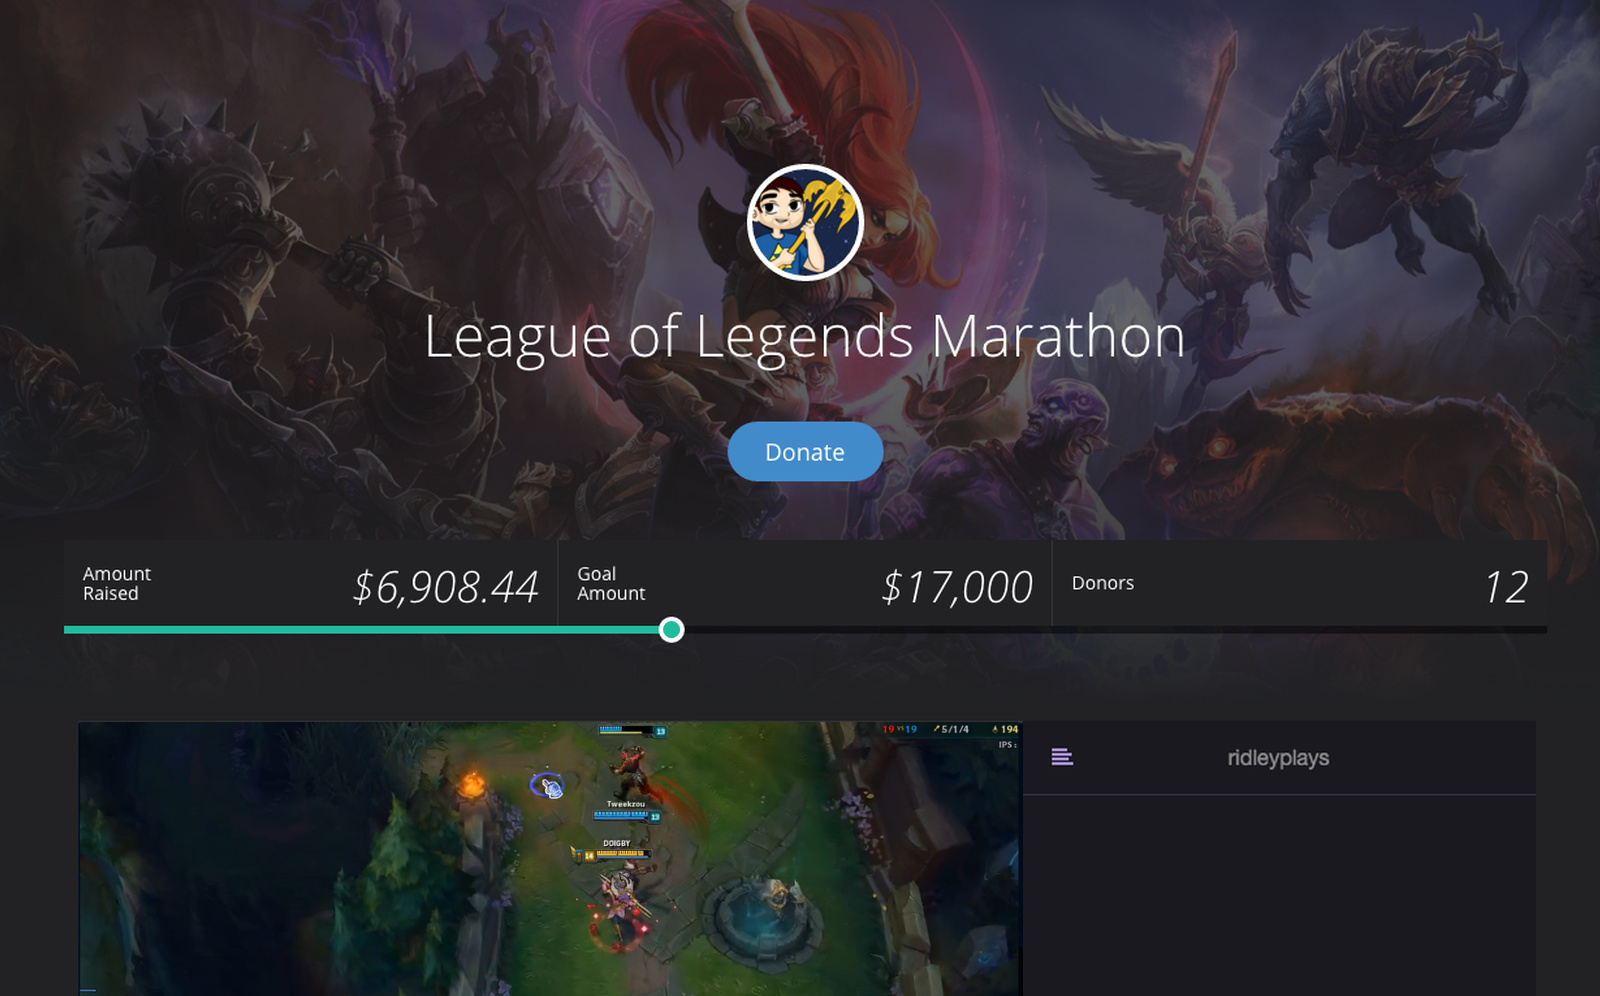 League of Legends Marathon
Donate
Amount
Raised
$6,908.44
Goal
Amount
$17,000
Donors
12
13
19 vs 19
5/1/4
194
IPS :
ridleyplays
Tweekzou
13
DOIGBY
14